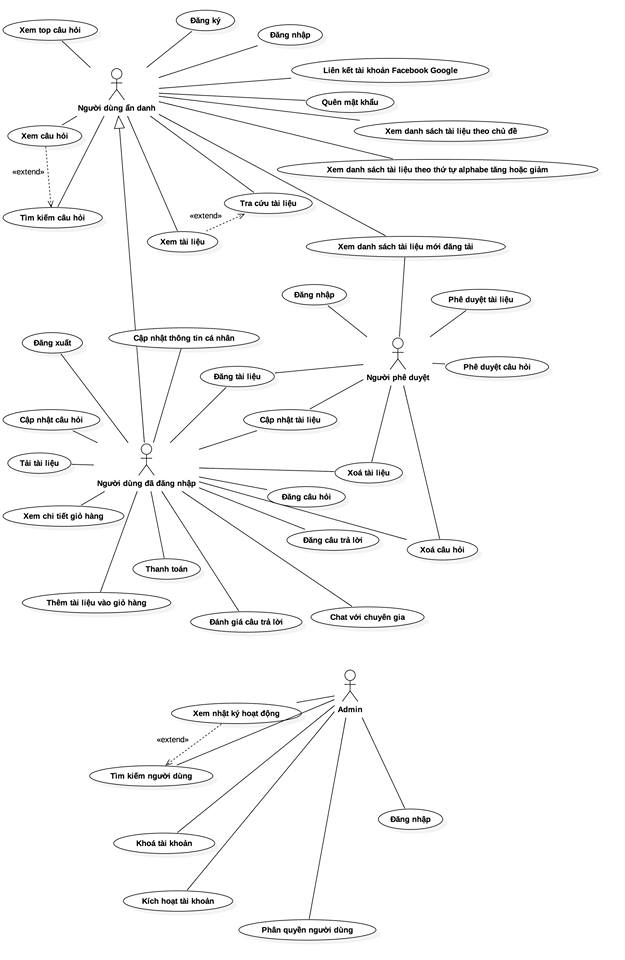 Đăng ký
Xem top câu hỏi
Đăng nhập
Liên kết tài khoản Facebook Google
Quên mật khẩu
Người dùng ẩn danh
Xem danh sách tài liệu theo chủ đề
Xem câu hỏi
«extend»
Xem danh sách tài liệu theo thứ tự alphabe tăng hoặc giảm
Tra cứu tài liệu
«extend»
Tìm kiếm câu hỏi
Xem tài liệu
Xem danh sách tài liệu mới đăng tải
Đăng nhập
Phê duyệt tài liệu
Cập nhật thông tin cá nhân
Đăng xuất
Phê duyệt câu hỏi
Đăng tài liệu
Người phê duyệt
Cập nhật câu hỏi
Cập nhật tài liệu
Tải tài liệu
Xoá tài liệu
Người dùng đã đăng nhập
Đăng câu hỏi
Xem chi tiết giỏ hàng
Đăng câu trả lời
Xoá câu hỏi
Thanh toán
Thêm tài liệu vào giỏ hàng
Đánh giá câu trả lời
Chat với chuyên gia
Admin
Xem nhật ký hoạt động
«extend»
Tìm kiếm người dùng
Đăng nhập
Khoá tài khoản
Kích hoạt tài khoản
Phân quyền người dùng